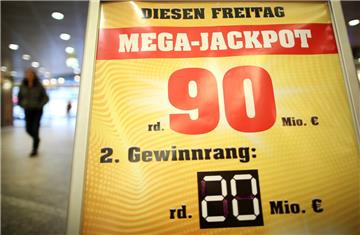 DIESEN FREITAG
MEGA-JACKPOT
rd. 90 Mio. €
2. Gewinnrang:
rd. 20 Mio. €